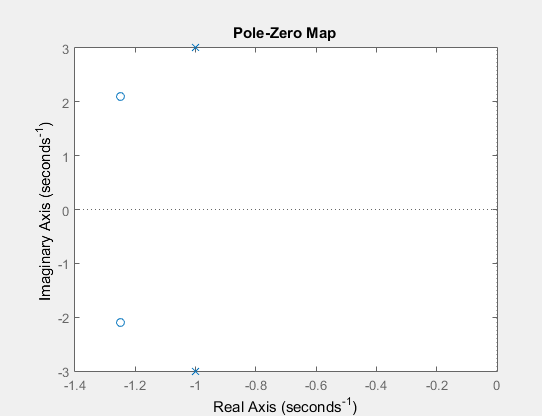 Pole-Zero Map
3
2
1
0
-1
-2
-3
Imaginary Axis (seconds⁻¹)
-1.4 -1.2 -1 -0.8 -0.6 -0.4 -0.2 0
Real Axis (seconds⁻¹)